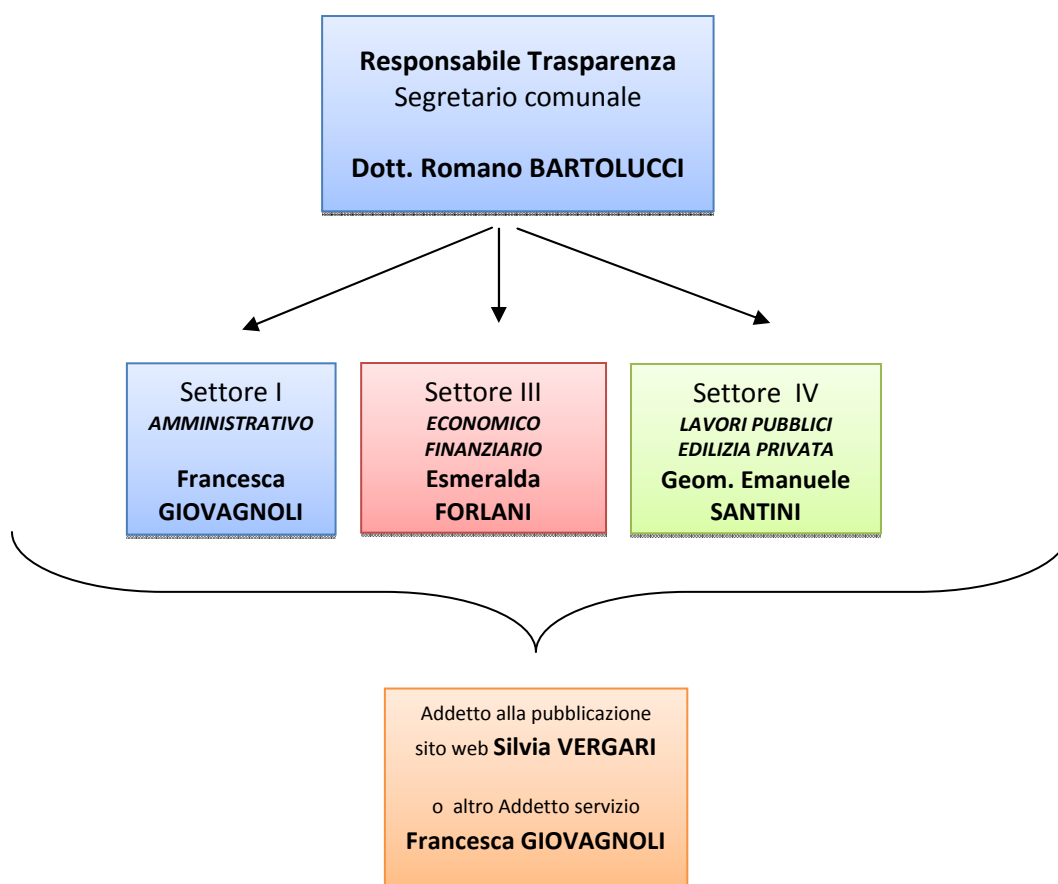 Responsabile Trasparenza
Segretario comunale
Dott. Romano BARTOLUCCI
Settore I
AMMINISTRATIVO
Francesca
GIOVAGNOLI
Settore III
ECONOMICO
FINANZIARIO
Esmeralda
FORLANI
Settore IV
LAVORI PUBBLICI
EDILIZIA PRIVATA
Geom. Emanuele
SANTINI
Addetto alla pubblicazione
sito web Silvia VERGARI
o altro Addetto servizio
Francesca GIOVAGNOLI